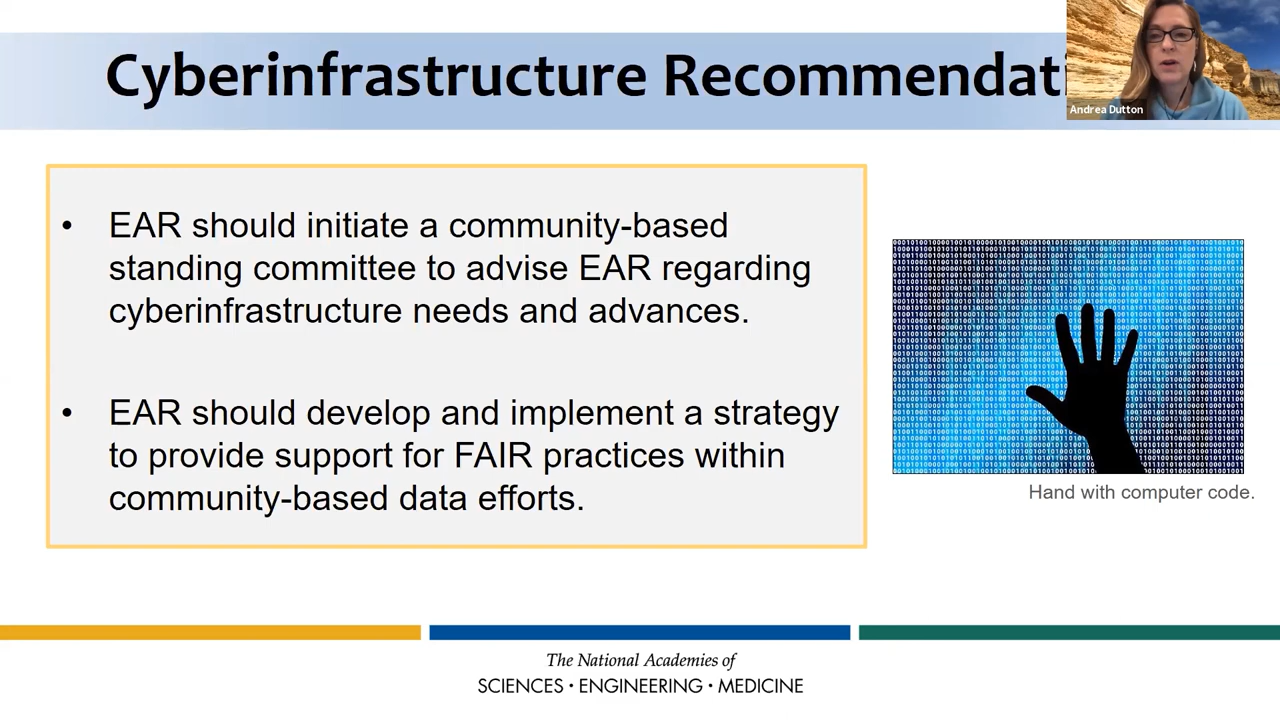 Cyberinfrastructure Recommendati
Andrea Dutton
• EAR should initiate a community-based
standing committee to advise EAR regarding
cyberinfrastructure needs and advances.
• EAR should develop and implement a strategy
to provide support for FAIR practices within
community-based data efforts.
Hand with computer code.
The National Academies of
SCIENCES • ENGINEERING • MEDICINE